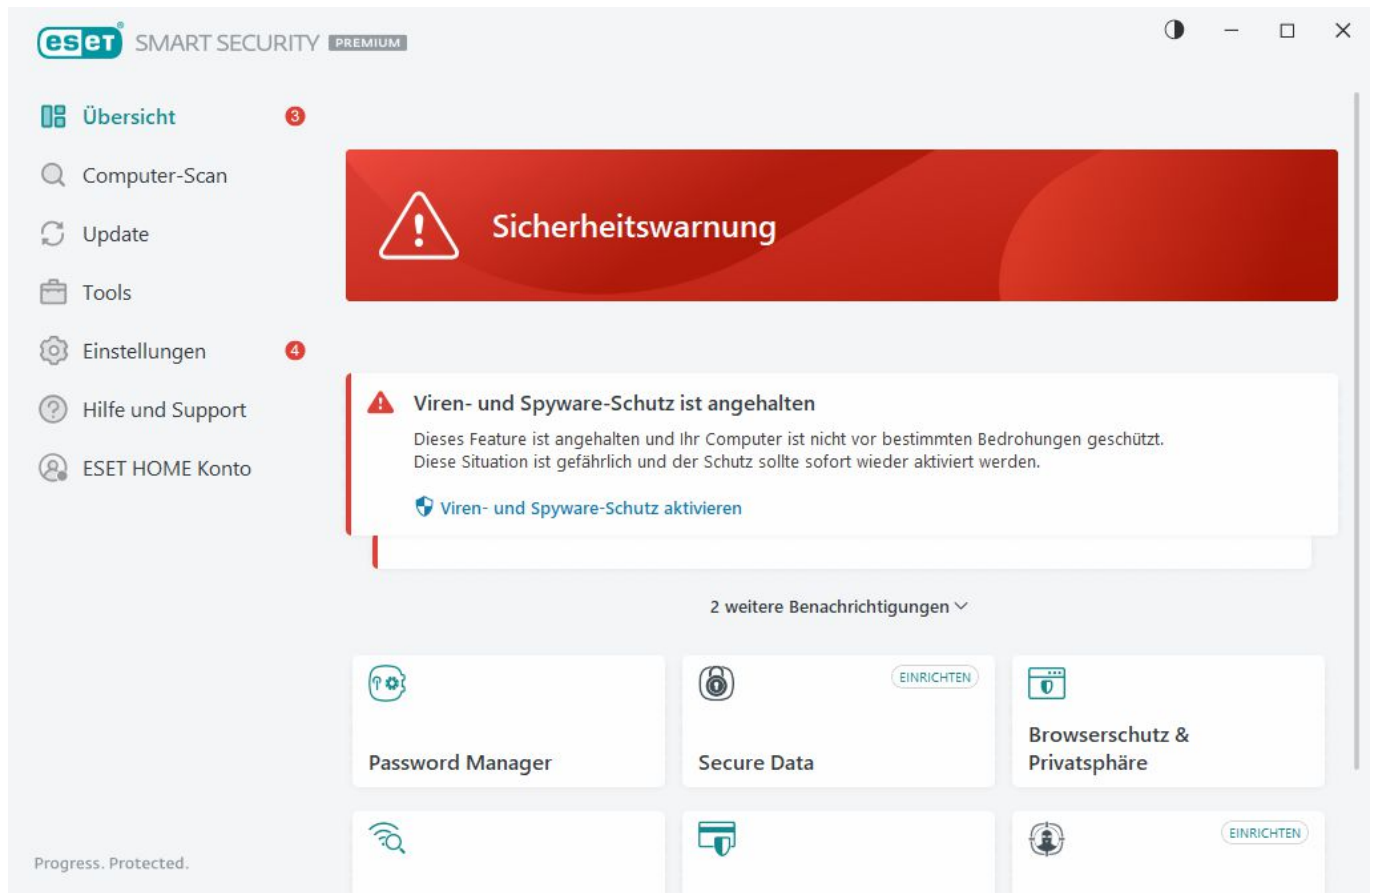 eset SMART SECURITY PREMIUM
Übersicht 3
Computer-Scan
Update
Tools
Einstellungen 4
Hilfe und Support
ESET HOME Konto
Sicherheitswarnung
Viren- und Spyware-Schutz ist angehalten
Dieses Feature ist angehalten und Ihr Computer ist nicht vor bestimmten Bedrohungen geschützt.
Diese Situation ist gefährlich und der Schutz sollte sofort wieder aktiviert werden.
Viren- und Spyware-Schutz aktivieren
2 weitere Benachrichtigungen
Password Manager
EINRICHTEN
Secure Data
Browserschutz &
Privatsphäre
EINRICHTEN
Progress. Protected.